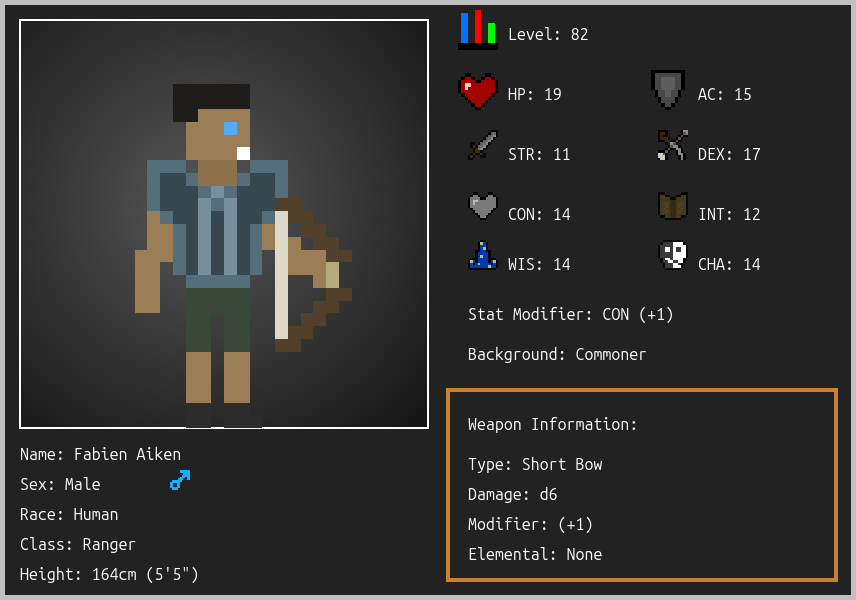 Level: 82
HP: 19
AC: 15
STR: 11
DEX: 17
CON: 14
INT: 12
WIS: 14
CHA: 14
Stat Modifier: CON (+1)
Background: Commoner
Weapon Information:
Type: Short Bow
Damage: d6
Modifier: (+1)
Elemental: None
Name: Fabien Aiken
Sex: Male
Race: Human
Class: Ranger
Height: 164cm (5'5")